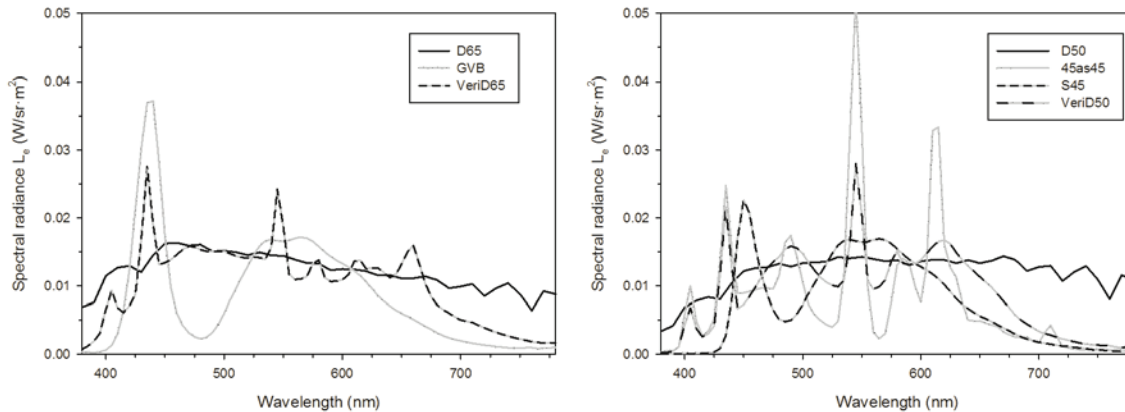 0.05
0.04
0.03
0.02
0.01
0.00
Spectral radiance Lₑ (W/sr·m²)
D65
GVB
VeriD65
400
500
600
700
Wavelength (nm)
0.05
0.04
0.03
0.02
0.01
0.00
Spectral radiance Lₑ (W/sr·m²)
D50
45as45
S45
VeriD50
400
500
600
700
Wavelength (nm)